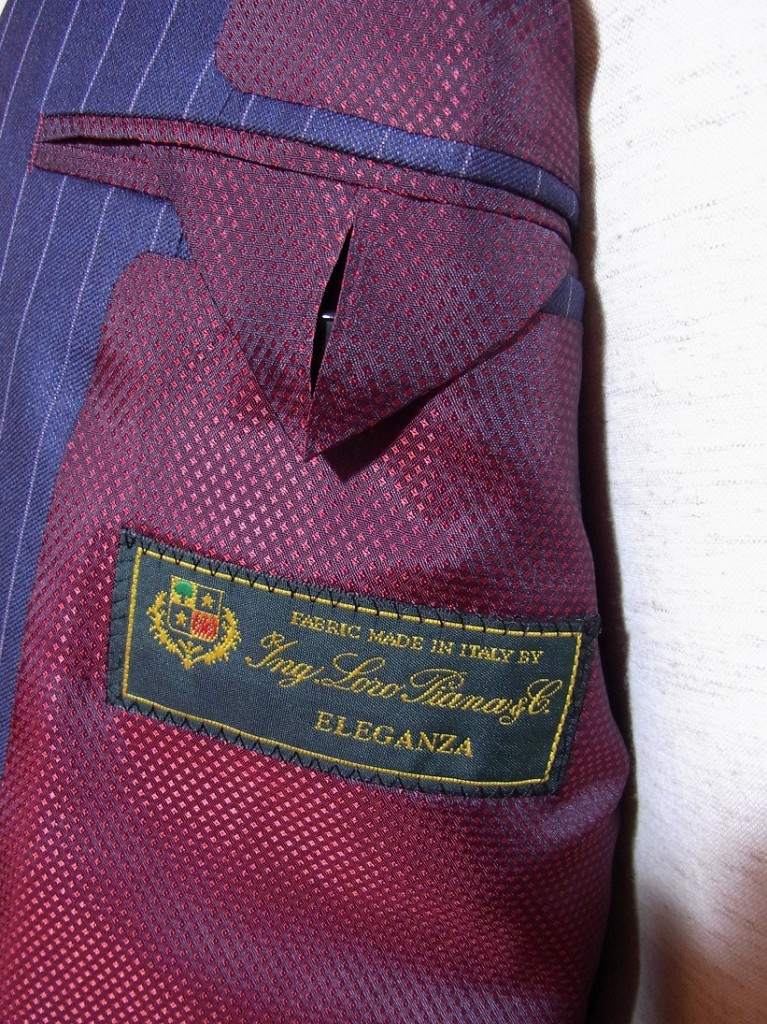 FABRIC MADE IN ITALY BY
Ing. Loro Piana & C.
ELEGANZA